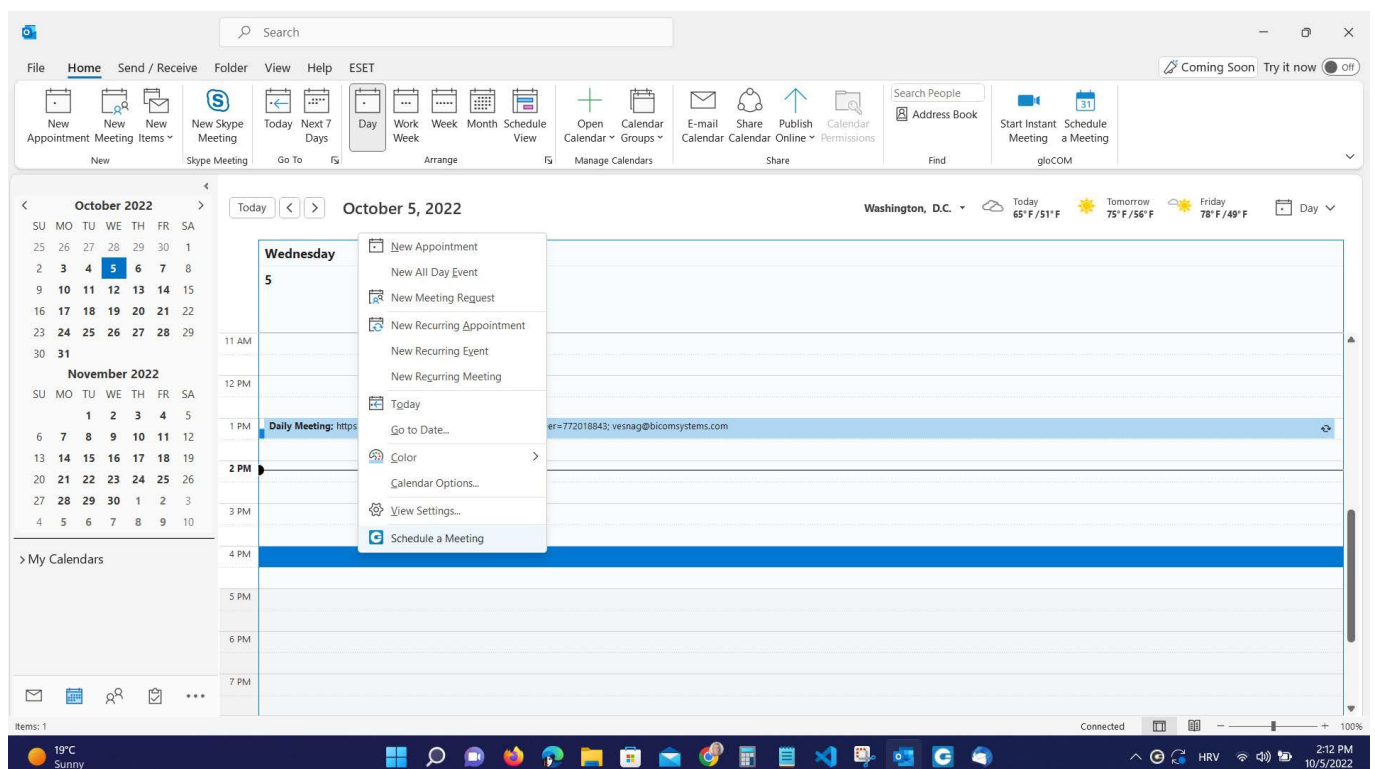 Search
File Home Send / Receive Folder View Help ESET
Coming Soon Try it now Off
New Appointment
New Meeting
New Items
New
New Skype Meeting
Skype Meeting
Today
Next 7 Days
Go To
Day
Work Week
Week
Month
Schedule View
Arrange
Open Calendar
Calendar Groups
Manage Calendars
E-mail Calendar
Share Calendar
Publish Online
Calendar Permissions
Share
Search People
Address Book
Find
Start Instant Meeting
31
Schedule a Meeting
gloCOM
October 2022
SU MO TU WE TH FR SA
25 26 27 28 29 30 1
2 3 4 5 6 7 8
9 10 11 12 13 14 15
16 17 18 19 20 21 22
23 24 25 26 27 28 29
30 31
November 2022
SU MO TU WE TH FR SA
1 2 3 4 5
6 7 8 9 10 11 12
13 14 15 16 17 18 19
20 21 22 23 24 25 26
27 28 29 30 1 2 3
4 5 6 7 8 9 10
My Calendars
Today
October 5, 2022
Washington, D.C.
Today
65°F/51°F
Tomorrow
75°F/56°F
Friday
78°F/49°F
Day
Wednesday
5
11 AM
12 PM
1 PM
Daily Meeting: https
er=772018843; vesnag@bicomsystems.com
2 PM
3 PM
4 PM
5 PM
6 PM
7 PM
New Appointment
New All Day Event
New Meeting Request
New Recurring Appointment
New Recurring Event
New Recurring Meeting
Today
Go to Date...
Color
Calendar Options...
View Settings...
Schedule a Meeting
Items: 1
Connected
100%
19°C
Sunny
HRV
2:12 PM
10/5/2022